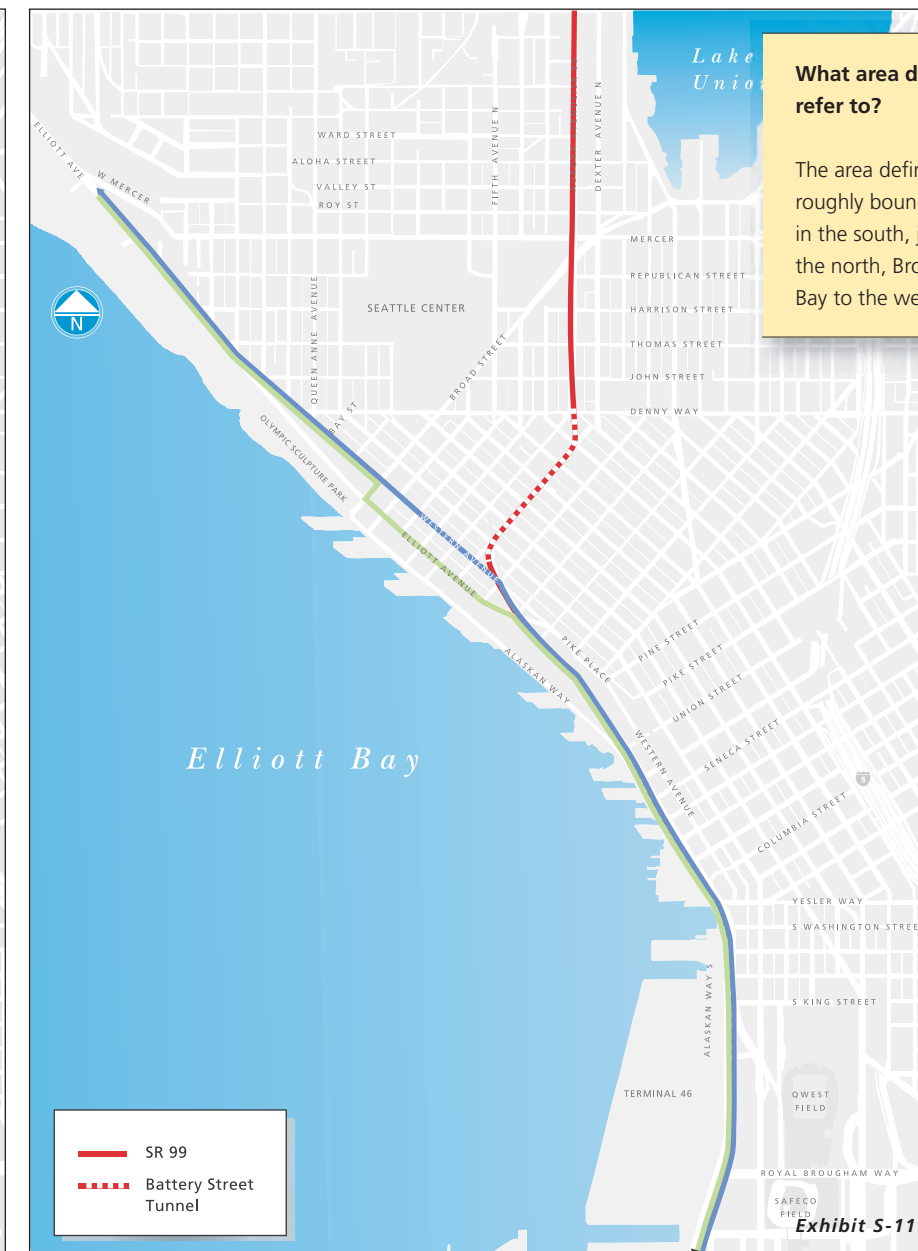 Lake
What area d
refer to?
The area defin
roughly bound
in the south, j
the north, Bro
Bay to the we
ELLIOTT AVE
W MERCER
WARD STREET
ALOHA STREET
VALLEY ST
ROY ST
FIFTH AVENUE N
DEXTER AVENUE N
MERCER
REPUBLICAN STREET
HARRISON STREET
THOMAS STREET
JOHN STREET
DENNY WAY
N
SEATTLE CENTER
QUEEN ANNE AVENUE
BROAD STREET
BAY ST
OLYMPIC SCULPTURE PARK
WESTERN AVENUE
ELLIOTT AVENUE
ALASKAN WAY
PIKE PLACE
PINE STREET
PIKE STREET
UNION STREET
SENECA STREET
WESTERN AVENUE
5
COLUMBIA STREET
Elliott Bay
YESLER WAY
S WASHINGTON STREE
S KING STREET
ALASKAN WAY S
TERMINAL 46
QWEST
FIELD
ROYAL BROUGHAM WAY
SAFECO
FIELD
SR 99
Battery Street
Tunnel
Exhibit S-11